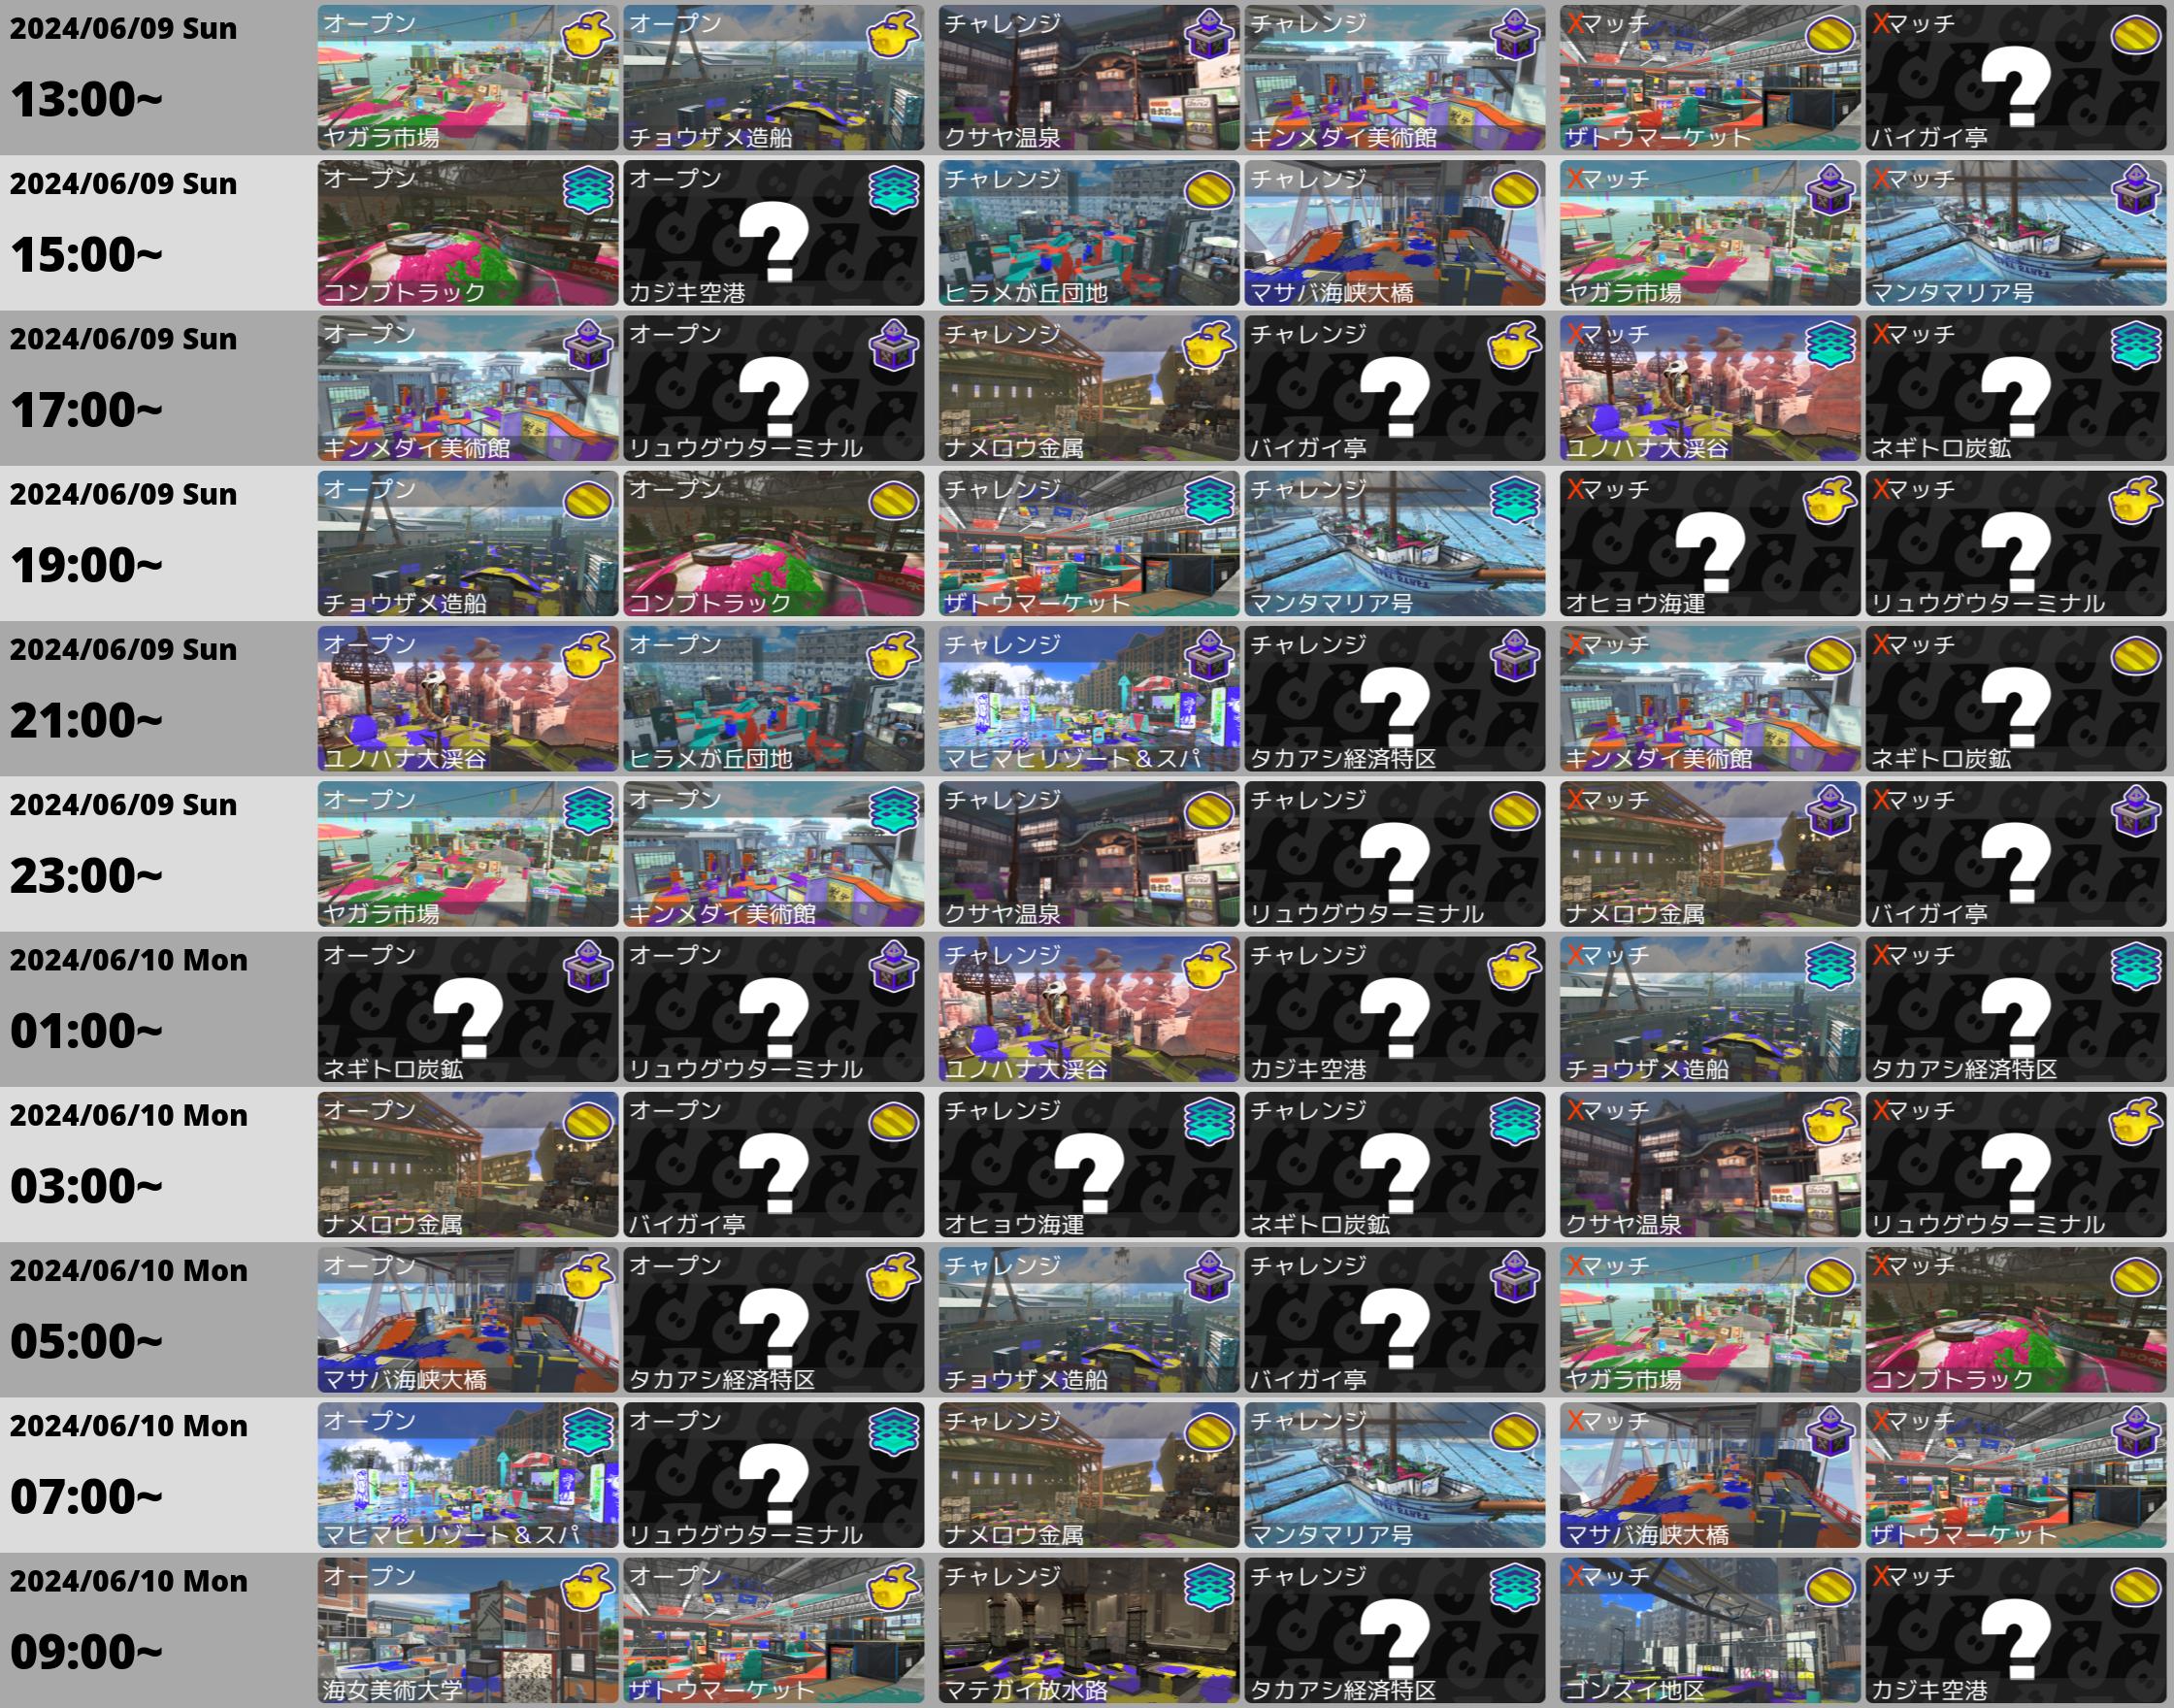 2024/06/09 Sun
13:00~
オープン
ヤガラ市場
オープン
チョウザメ造船
チャレンジ
クサヤ温泉
チャレンジ
キンメダイ美術館
Xマッチ
ザトウマーケット
Xマッチ
?
バイガイ亭
2024/06/09 Sun
15:00~
オープン
コンブトラック
オープン
?
カジキ空港
チャレンジ
ヒラメが丘団地
チャレンジ
マサバ海峡大橋
Xマッチ
ヤガラ市場
Xマッチ
マンタマリア号
2024/06/09 Sun
17:00~
オープン
キンメダイ美術館
オープン
?
リュウグウターミナル
チャレンジ
ナメロウ金属
チャレンジ
?
バイガイ亭
Xマッチ
ユノハナ大渓谷
Xマッチ
?
ネギトロ炭鉱
2024/06/09 Sun
19:00~
オープン
チョウザメ造船
オープン
コンブトラック
チャレンジ
ザトウマーケット
チャレンジ
マンタマリア号
Xマッチ
?
オヒョウ海運
Xマッチ
?
リュウグウターミナル
2024/06/09 Sun
21:00~
オープン
ユノハナ大渓谷
オープン
ヒラメが丘団地
チャレンジ
マヒマヒリゾート＆スパ
チャレンジ
?
タカアシ経済特区
Xマッチ
キンメダイ美術館
Xマッチ
?
ネギトロ炭鉱
2024/06/09 Sun
23:00~
オープン
ヤガラ市場
オープン
キンメダイ美術館
チャレンジ
クサヤ温泉
チャレンジ
?
リュウグウターミナル
Xマッチ
ナメロウ金属
Xマッチ
?
バイガイ亭
2024/06/10 Mon
01:00~
オープン
?
ネギトロ炭鉱
オープン
?
リュウグウターミナル
チャレンジ
ユノハナ大渓谷
チャレンジ
?
カジキ空港
Xマッチ
チョウザメ造船
Xマッチ
?
タカアシ経済特区
2024/06/10 Mon
03:00~
オープン
ナメロウ金属
オープン
?
バイガイ亭
チャレンジ
?
オヒョウ海運
チャレンジ
?
ネギトロ炭鉱
Xマッチ
クサヤ温泉
Xマッチ
?
リュウグウターミナル
2024/06/10 Mon
05:00~
オープン
マサバ海峡大橋
オープン
?
タカアシ経済特区
チャレンジ
チョウザメ造船
チャレンジ
?
バイガイ亭
Xマッチ
ヤガラ市場
Xマッチ
コンブトラック
2024/06/10 Mon
07:00~
オープン
マヒマヒリゾート＆スパ
オープン
?
リュウグウターミナル
チャレンジ
ナメロウ金属
チャレンジ
マンタマリア号
Xマッチ
マサバ海峡大橋
Xマッチ
ザトウマーケット
2024/06/10 Mon
09:00~
オープン
海女美術大学
オープン
ザトウマーケット
チャレンジ
マテガイ放水路
チャレンジ
?
タカアシ経済特区
Xマッチ
ゴンズイ地区
Xマッチ
?
カジキ空港